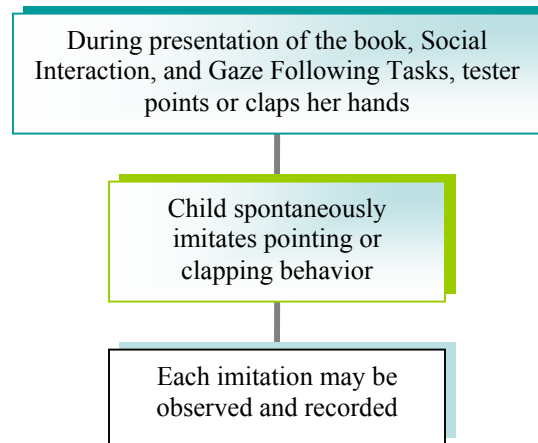 During presentation of the book, Social
Interaction, and Gaze Following Tasks, tester
points or claps her hands
Child spontaneously
imitates pointing or
clapping behavior
Each imitation may be
observed and recorded